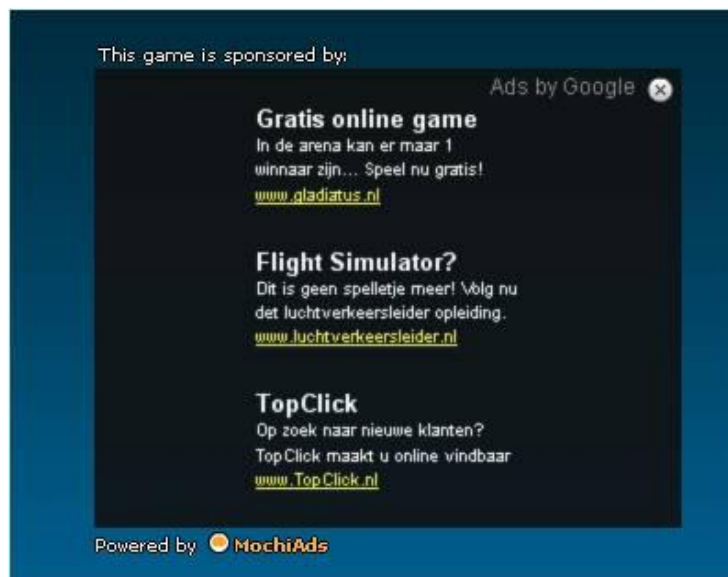 This game is sponsored by:
Ads by Google
Gratis online game
In de arena kan er maar 1
winnaar zijn... Speel nu gratis!
www.gladiatus.nl
Flight Simulator?
Dit is geen spelletje meer! Volg nu
det luchtverkeersleider opleiding.
www.luchtverkeersleider.nl
TopClick
Op zoek naar nieuwe klanten?
TopClick maakt u online vindbaar
www.TopClick.nl
Powered by MochiAds